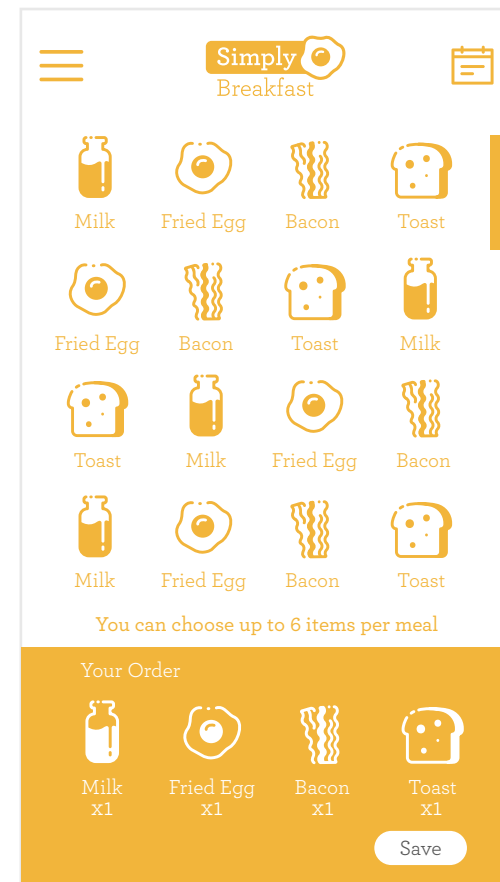 Simply
Breakfast
Milk Fried Egg Bacon Toast
Fried Egg Bacon Toast Milk
Toast Milk Fried Egg Bacon
Milk Fried Egg Bacon Toast
You can choose up to 6 items per meal
Your Order
Milk Fried Egg Bacon Toast
x1 x1 x1 x1
Save